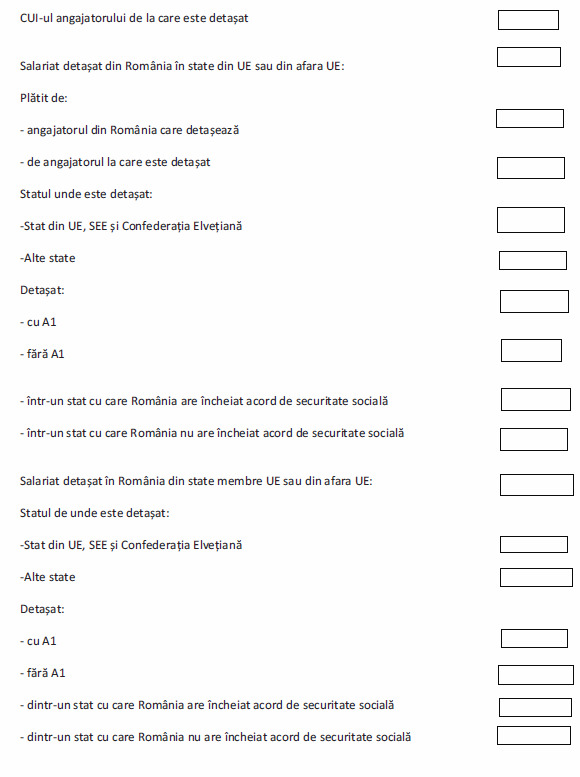 CUI-ul angajatorului de la care este detașat
Salariat detașat din România în state din UE sau din afara UE:
Plătit de:
- angajatorul din România care detașează
- de angajatorul la care este detașat
Statul unde este detașat:
-Stat din UE, SEE și Confederația Elvețiană
-Alte state
Detașat:
- cu A1
- fără A1
- într-un stat cu care România are încheiat acord de securitate socială
- într-un stat cu care România nu are încheiat acord de securitate socială
Salariat detașat în România din state membre UE sau din afara UE:
Statul de unde este detașat:
-Stat din UE, SEE și Confederația Elvețiană
-Alte state
Detașat:
- cu A1
- fără A1
- dintr-un stat cu care România are încheiat acord de securitate socială
- dintr-un stat cu care România nu are încheiat acord de securitate socială